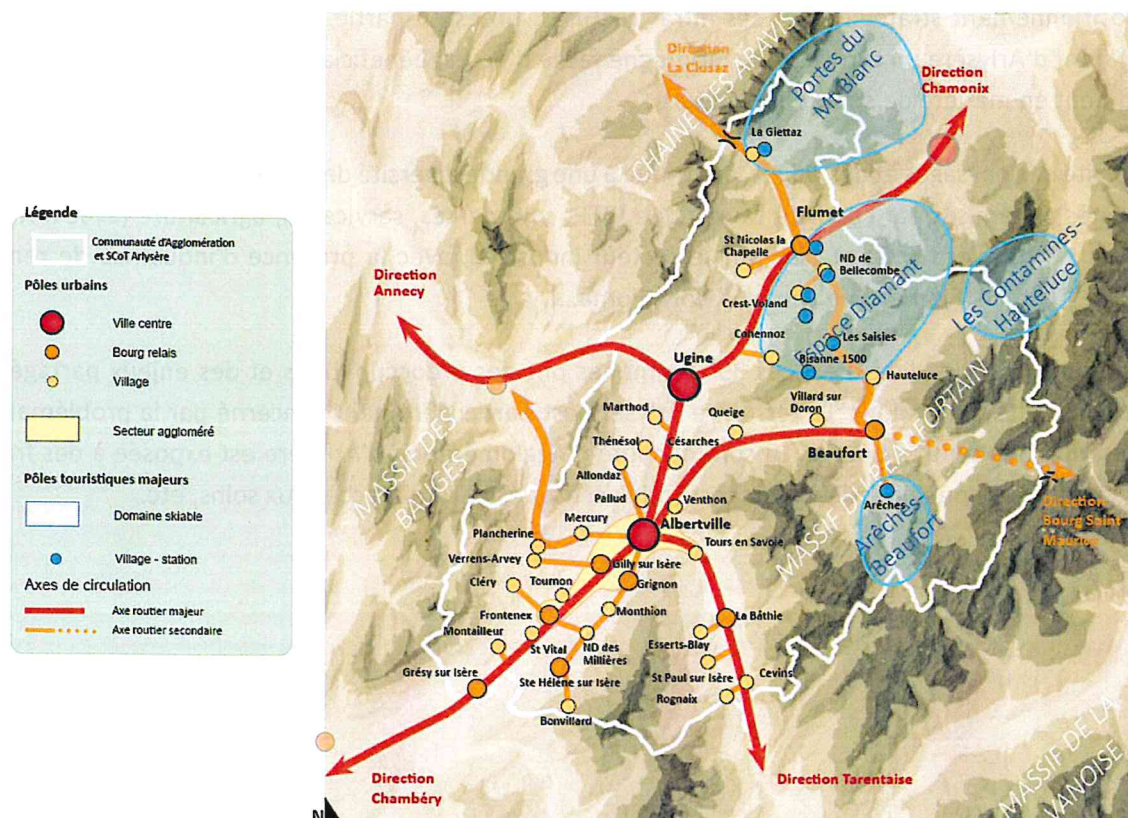 Légende
Communauté d'Agglomération
et SCoT Arlysère
Pôles urbains
Ville centre
Bourg relais
Village
Secteur aggloméré
Pôles touristiques majeurs
Domaine skiable
Village - station
Axes de circulation
Axe routier majeur
Axe routier secondaire
Direction
La Clusaz
CHAINE DES ARAVIS
Portes du
Mt Blanc
Direction
Chamonix
La Giettaz
Flumet
St Nicolas la
Chapelle
ND de
Bellecombe
Direction
Annecy
Crest-Voland
Cohennoz
Espace Diamant
Les Saisies
Bisanne 1500
Les Contamines-
Hauteluce
Ugine
Hauteluce
Marthod
Queige
Villard sur
Doron
Thénésol
Césarches
Beaufort
MASSIF DES
BAUGES
Allondaz
Pallud
Venthon
MASSIF DU BEAUFORTAIN
Arêches
Direction
Bourg Saint
Maurice
Mercury
Albertville
Arêches-
Beaufort
Plancherine
Tours en Savoie
Verrens-Arvey
Gilly sur Isère
Cléry
Tournon
Grignon
Frontenex
Monthion
La Bâthie
Montailleur
St Vital
ND des
Millières
Esserts-Blay
Grésy sur Isère
Ste Hélène sur Isère
St Paul sur Isère
Cevins
Rognaix
Bonvillard
Direction
Chambéry
Direction Tarentaise
MASSIF DE LA
VANOISE
N